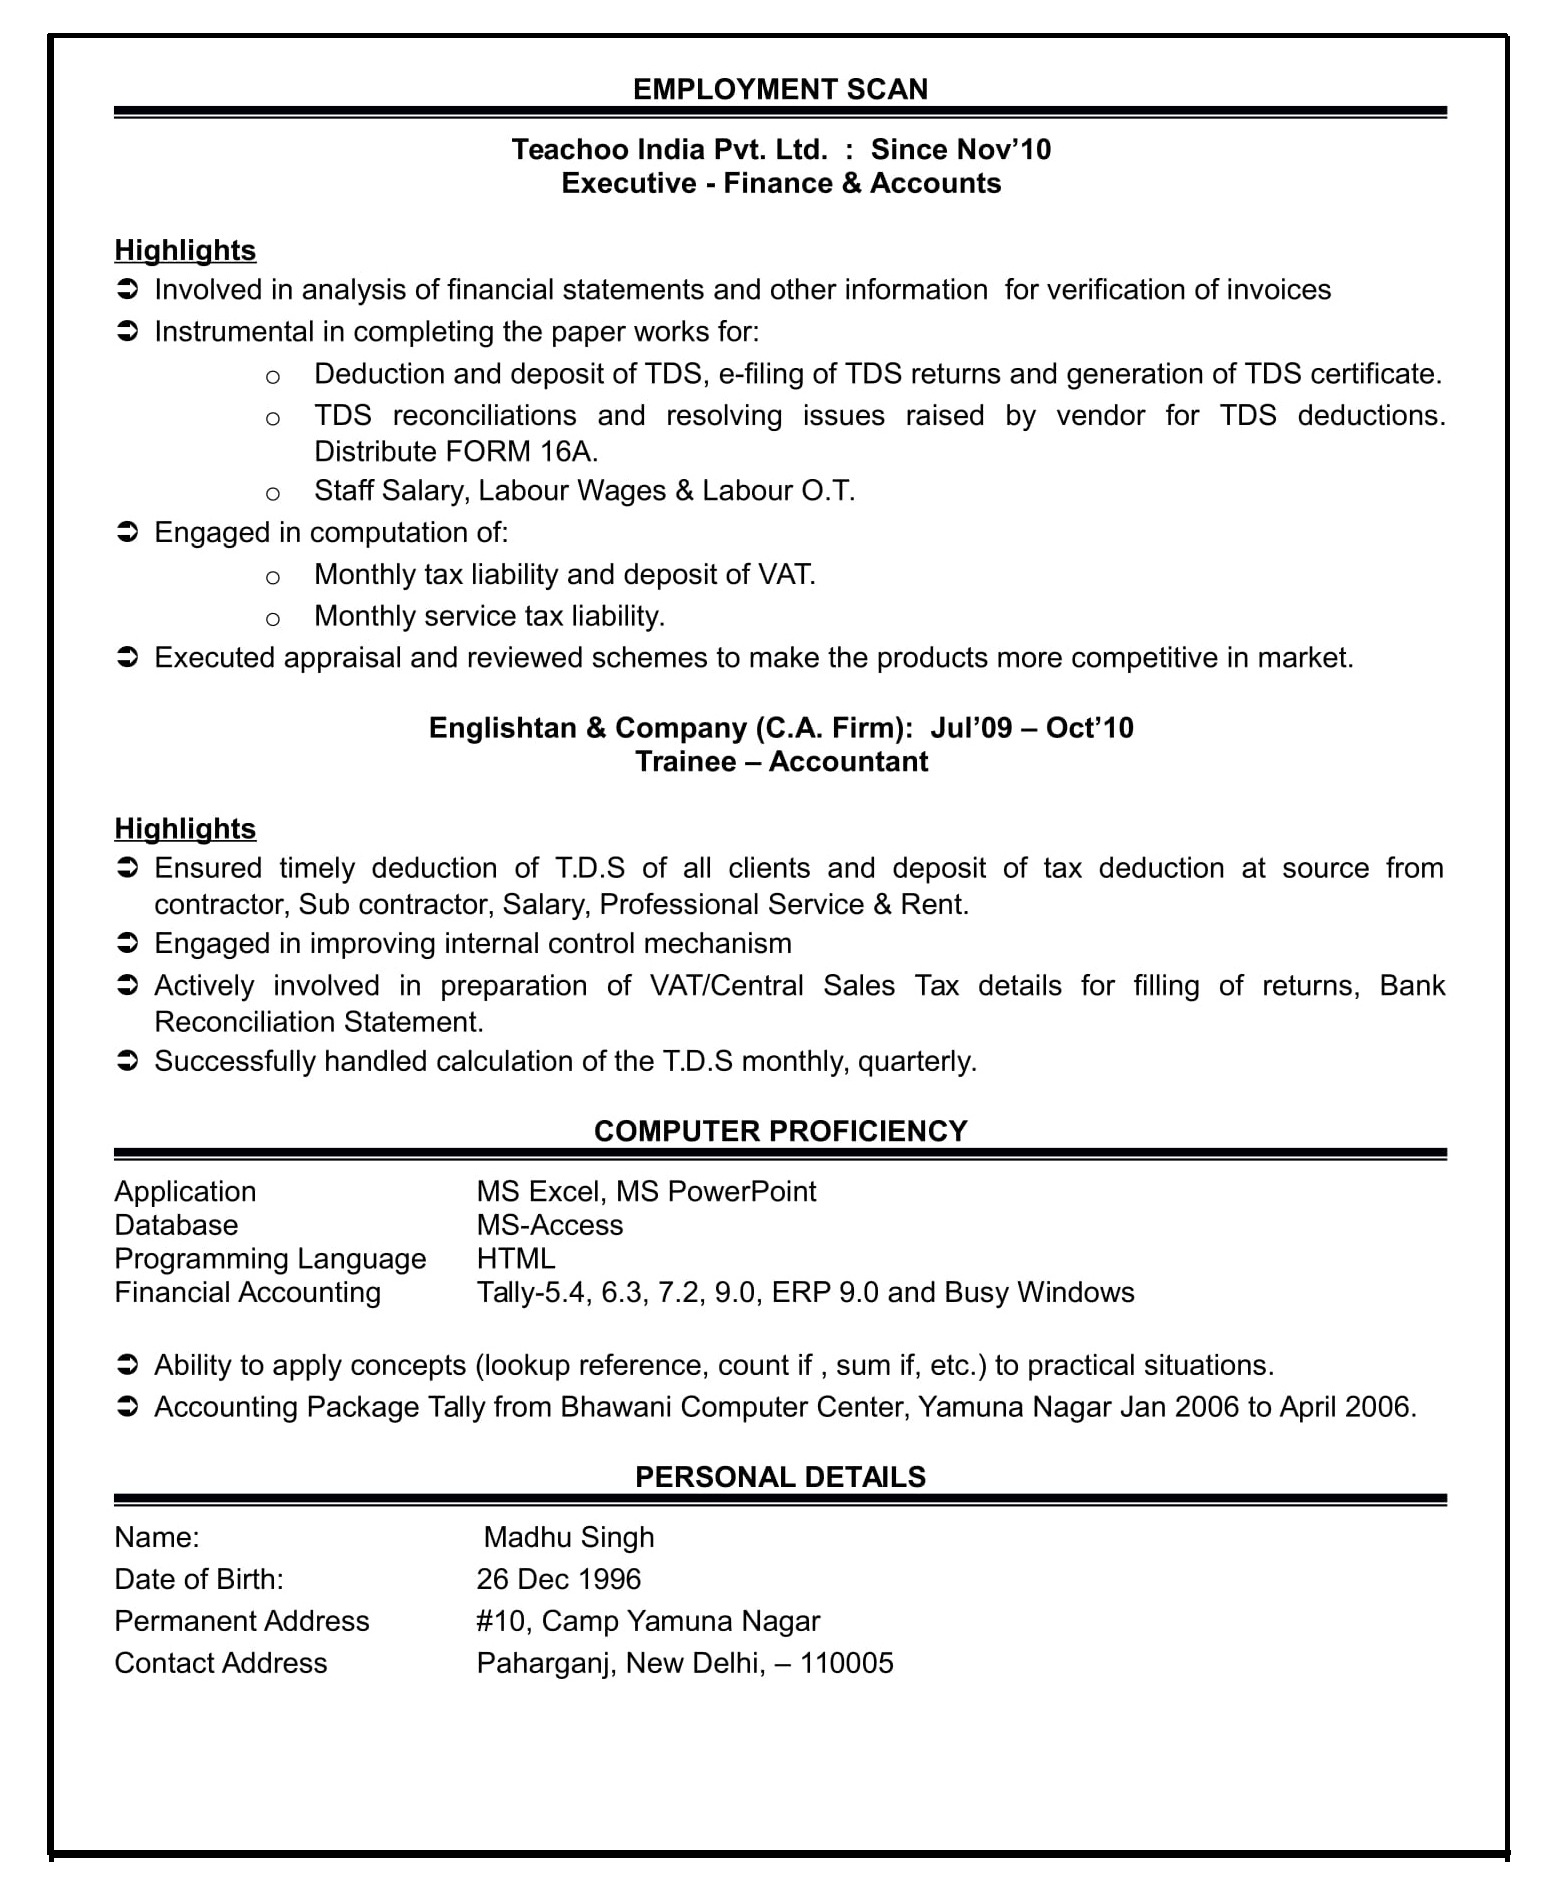 EMPLOYMENT SCAN
Teachoo India Pvt. Ltd. : Since Nov’10
Executive - Finance & Accounts
Highlights
➲ Involved in analysis of financial statements and other information for verification of invoices
➲ Instrumental in completing the paper works for:
o Deduction and deposit of TDS, e-filing of TDS returns and generation of TDS certificate.
o TDS reconciliations and resolving issues raised by vendor for TDS deductions.
Distribute FORM 16A.
o Staff Salary, Labour Wages & Labour O.T.
➲ Engaged in computation of:
o Monthly tax liability and deposit of VAT.
o Monthly service tax liability.
➲ Executed appraisal and reviewed schemes to make the products more competitive in market.
Englishtan & Company (C.A. Firm): Jul’09 – Oct’10
Trainee – Accountant
Highlights
➲ Ensured timely deduction of T.D.S of all clients and deposit of tax deduction at source from
contractor, Sub contractor, Salary, Professional Service & Rent.
➲ Engaged in improving internal control mechanism
➲ Actively involved in preparation of VAT/Central Sales Tax details for filling of returns, Bank
Reconciliation Statement.
➲ Successfully handled calculation of the T.D.S monthly, quarterly.
COMPUTER PROFICIENCY
Application MS Excel, MS PowerPoint
Database MS-Access
Programming Language HTML
Financial Accounting Tally-5.4, 6.3, 7.2, 9.0, ERP 9.0 and Busy Windows
➲ Ability to apply concepts (lookup reference, count if , sum if, etc.) to practical situations.
➲ Accounting Package Tally from Bhawani Computer Center, Yamuna Nagar Jan 2006 to April 2006.
PERSONAL DETAILS
Name: Madhu Singh
Date of Birth: 26 Dec 1996
Permanent Address #10, Camp Yamuna Nagar
Contact Address Paharganj, New Delhi, – 110005